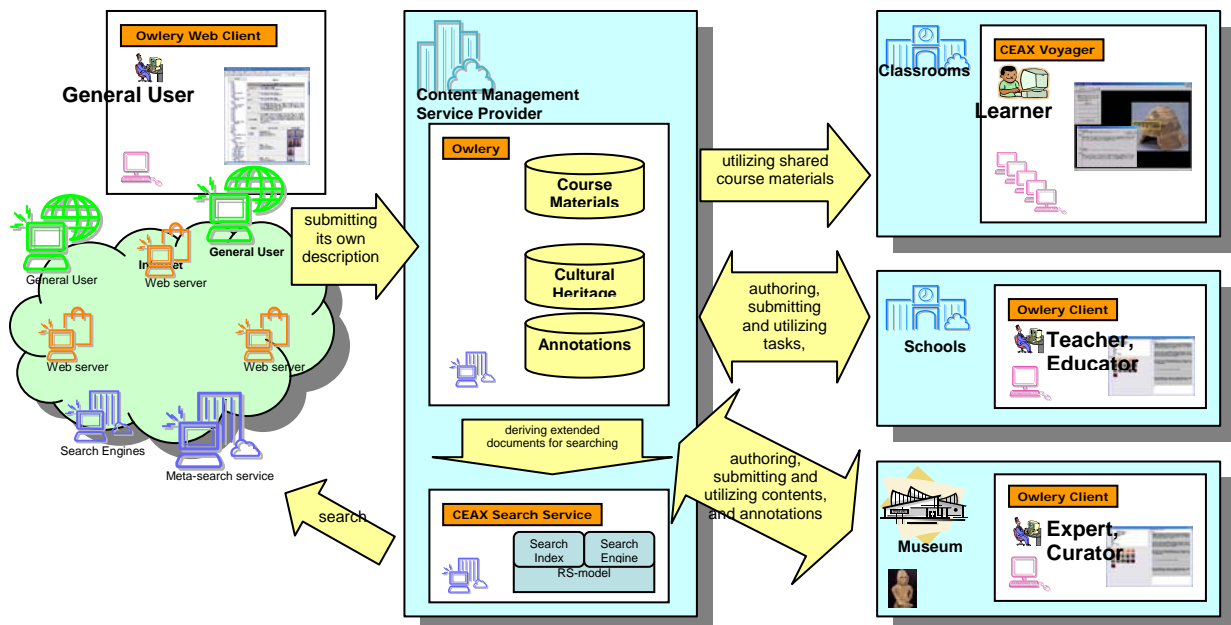 Owlery Web Client
General User
General User
General User
Internet
Web server
Web server
Web server
Search Engines
Meta-search service
submitting
its own
description
search
Content Management
Service Provider
Owlery
Course
Materials
Cultural
Heritage
Annotations
deriving extended
documents for searching
CEAX Search Service
Search
Index
Search
Engine
RS-model
utilizing shared
course materials
authoring,
submitting
and utilizing
tasks,
authoring,
submitting and
utilizing contents,
and annotations
Classrooms
CEAX Voyager
Learner
Schools
Owlery Client
Teacher,
Educator
Museum
Owlery Client
Expert,
Curator